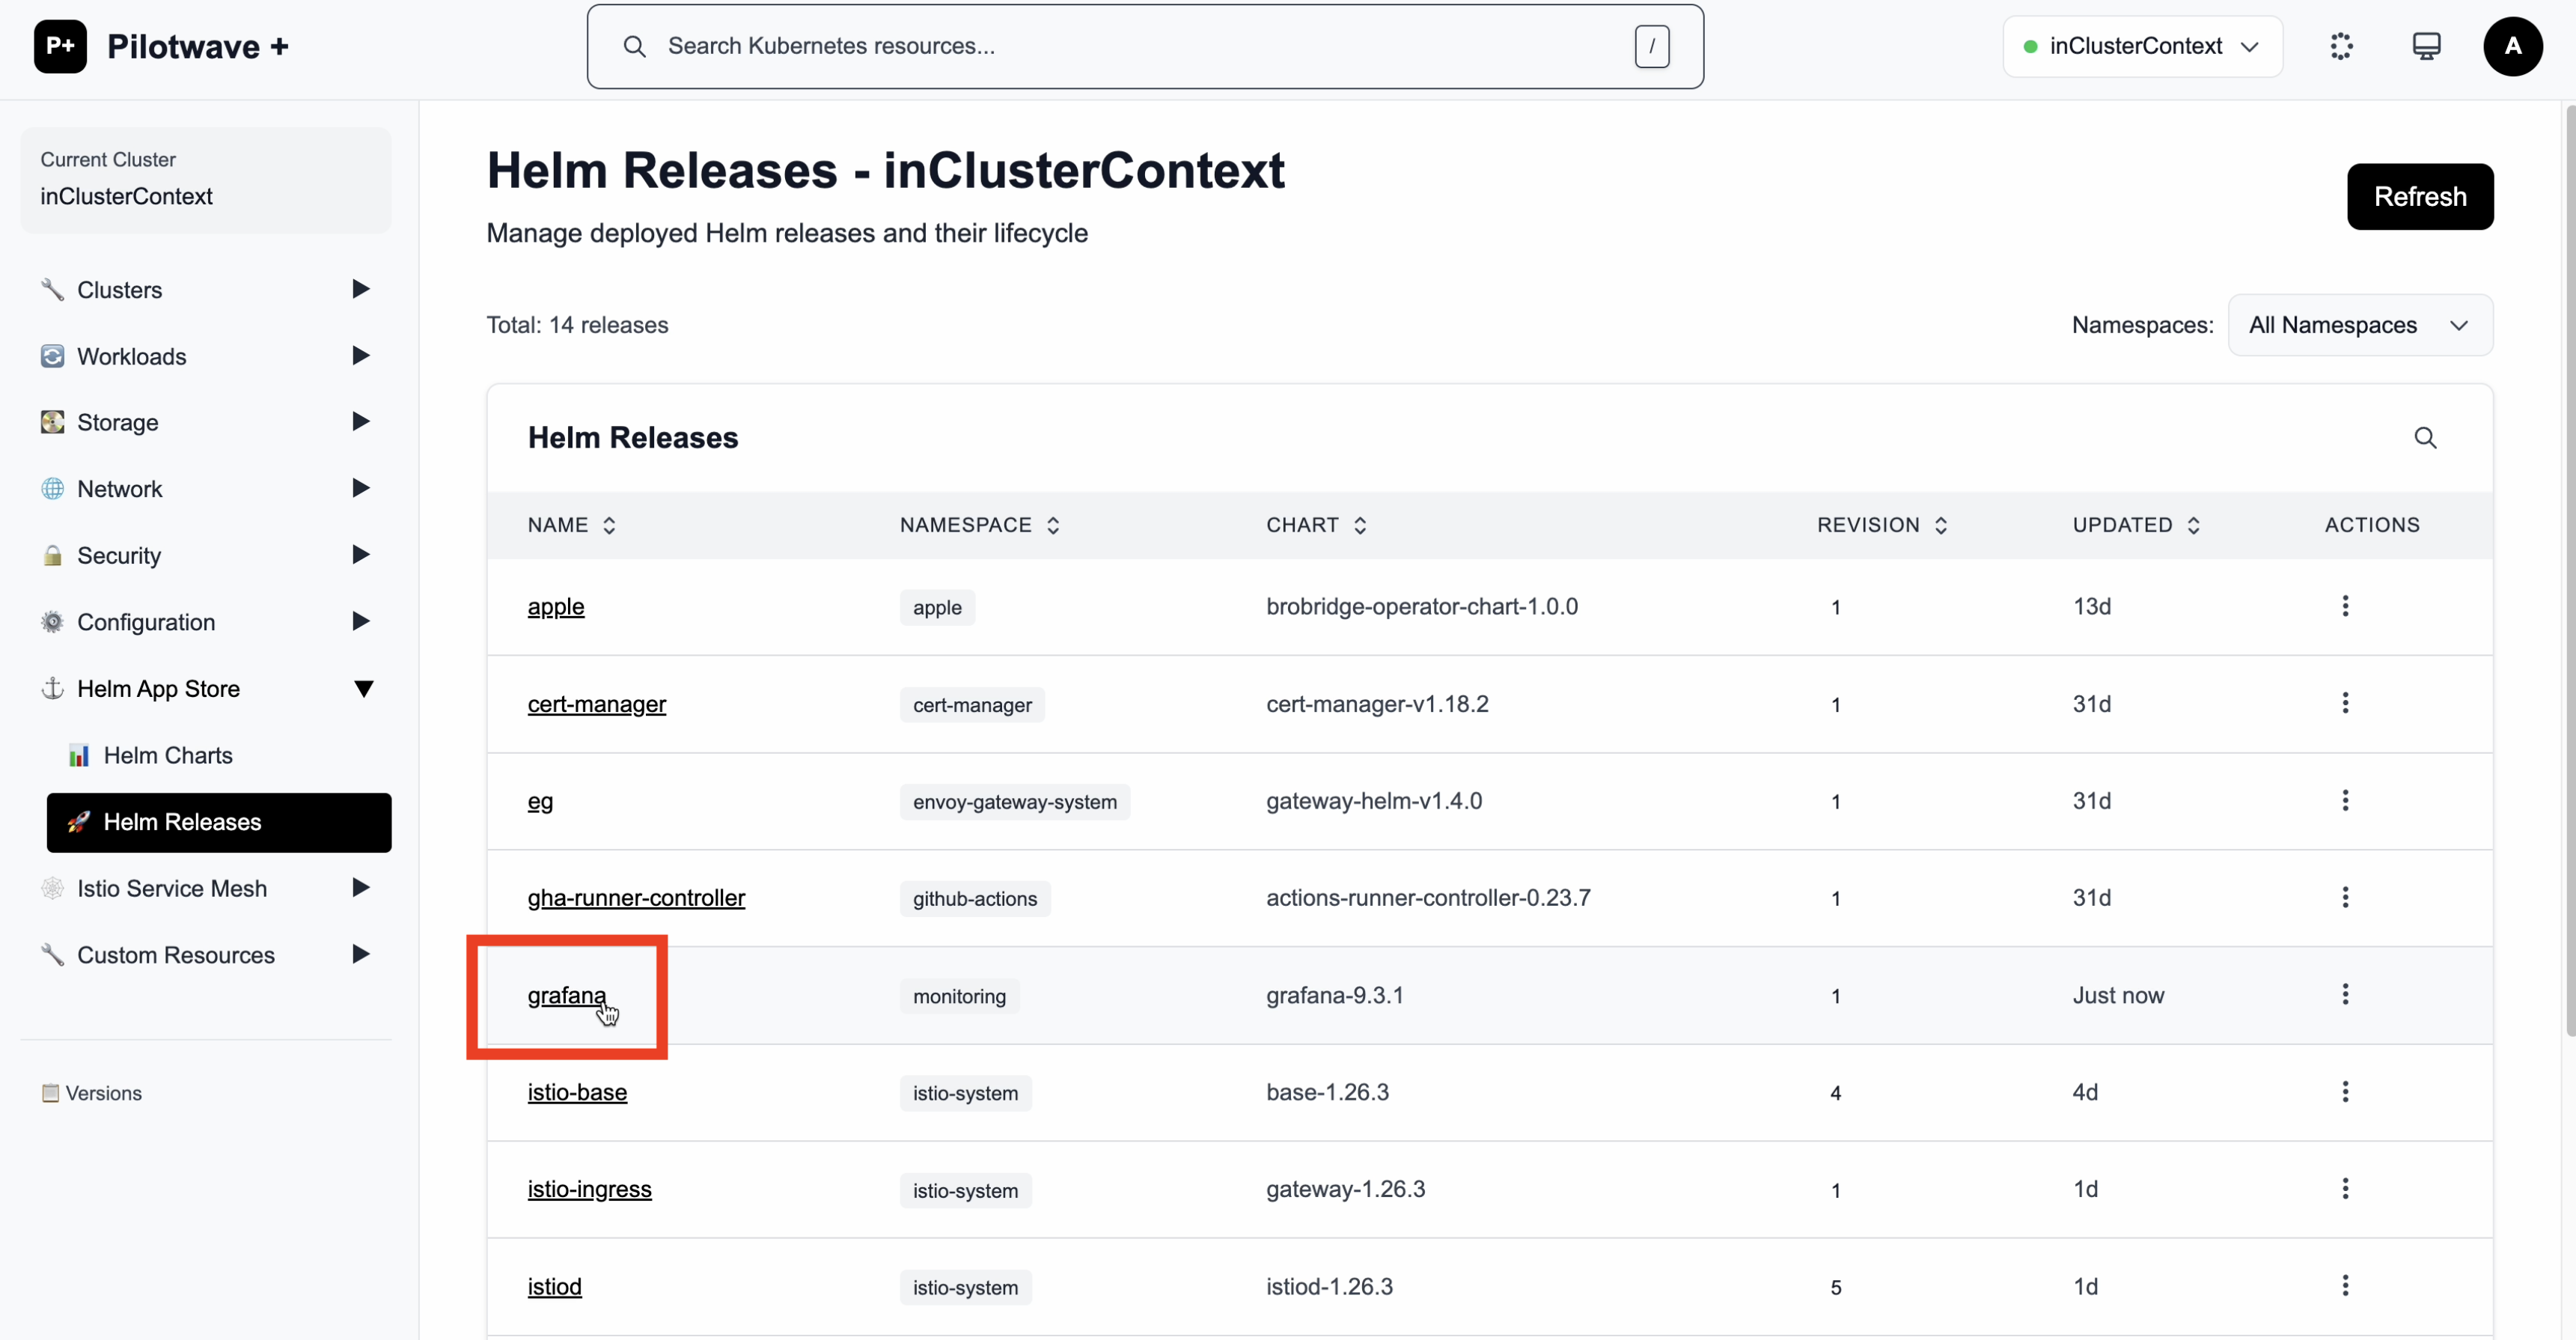 P+ Pilotwave +
Search Kubernetes resources...
/
inClusterContext
A
Current Cluster
inClusterContext
Clusters
Workloads
Storage
Network
Security
Configuration
Helm App Store
Helm Charts
Helm Releases
Istio Service Mesh
Custom Resources
Versions
Helm Releases - inClusterContext
Manage deployed Helm releases and their lifecycle
Refresh
Total: 14 releases
Namespaces: All Namespaces
Helm Releases
NAME NAMESPACE CHART REVISION UPDATED ACTIONS
apple apple brobridge-operator-chart-1.0.0 1 13d
cert-manager cert-manager cert-manager-v1.18.2 1 31d
eg envoy-gateway-system gateway-helm-v1.4.0 1 31d
gha-runner-controller github-actions actions-runner-controller-0.23.7 1 31d
grafana monitoring grafana-9.3.1 1 Just now
istio-base istio-system base-1.26.3 4 4d
istio-ingress istio-system gateway-1.26.3 1 1d
istiod istio-system istiod-1.26.3 5 1d